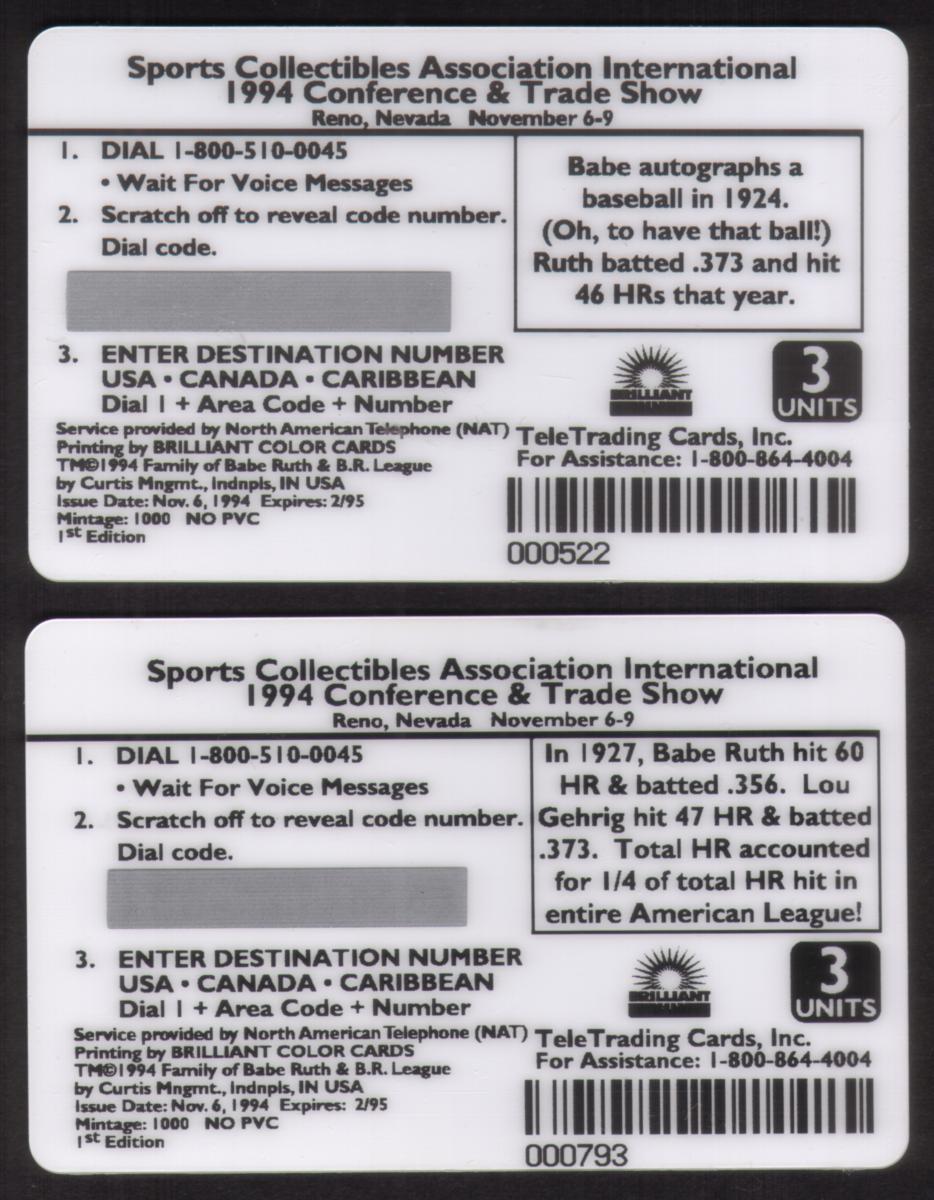 Sports Collectibles Association International
1994 Conference & Trade Show
Reno, Nevada November 6-9
1. DIAL 1-800-510-0045
• Wait For Voice Messages
2. Scratch off to reveal code number.
Dial code.
Babe autographs a
baseball in 1924.
(Oh, to have that ball!)
Ruth batted .373 and hit
46 HRs that year.
3. ENTER DESTINATION NUMBER
USA • CANADA • CARIBBEAN
Dial 1 + Area Code + Number
BRILLIANT
3
UNITS
Service provided by North American Telephone (NAT)
Printing by BRILLIANT COLOR CARDS
TM©1994 Family of Babe Ruth & B.R. League
by Curtis Mngmt., Indnpls, IN USA
Issue Date: Nov. 6, 1994 Expires: 2/95
Mintage: 1000 NO PVC
1st Edition
TeleTrading Cards, Inc.
For Assistance: 1-800-864-4004
000522
Sports Collectibles Association International
1994 Conference & Trade Show
Reno, Nevada November 6-9
1. DIAL 1-800-510-0045
• Wait For Voice Messages
2. Scratch off to reveal code number.
Dial code.
In 1927, Babe Ruth hit 60
HR & batted .356. Lou
Gehrig hit 47 HR & batted
.373. Total HR accounted
for 1/4 of total HR hit in
entire American League!
3. ENTER DESTINATION NUMBER
USA • CANADA • CARIBBEAN
Dial 1 + Area Code + Number
BRILLIANT
3
UNITS
Service provided by North American Telephone (NAT)
Printing by BRILLIANT COLOR CARDS
TM©1994 Family of Babe Ruth & B.R. League
by Curtis Mngmt., Indnpls, IN USA
Issue Date: Nov. 6, 1994 Expires: 2/95
Mintage: 1000 NO PVC
1st Edition
TeleTrading Cards, Inc.
For Assistance: 1-800-864-4004
000793